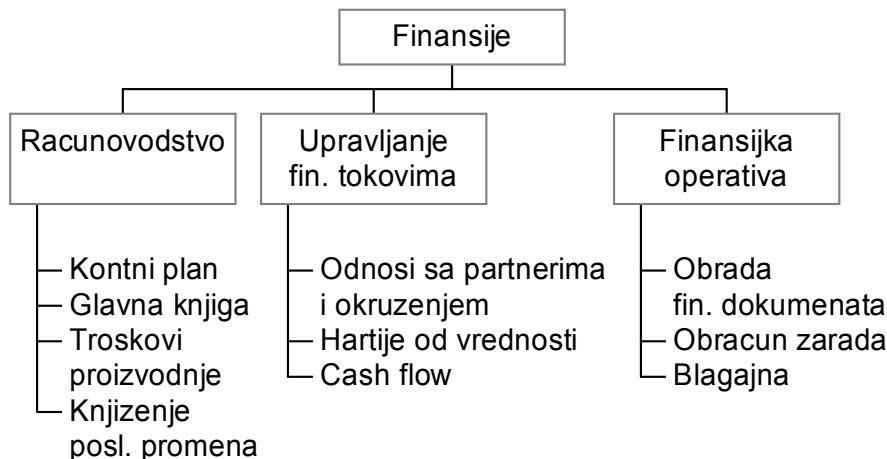 Finansije
Racunovodstvo
Upravljanje
fin. tokovima
Finansijka
operativa
Kontni plan
Glavna knjiga
Troskovi
proizvodnje
Knjizenje
posl. promena
Odnosi sa partnerima
i okruzenjem
Hartije od vrednosti
Cash flow
Obrada
fin. dokumenata
Obracun zarada
Blagajna